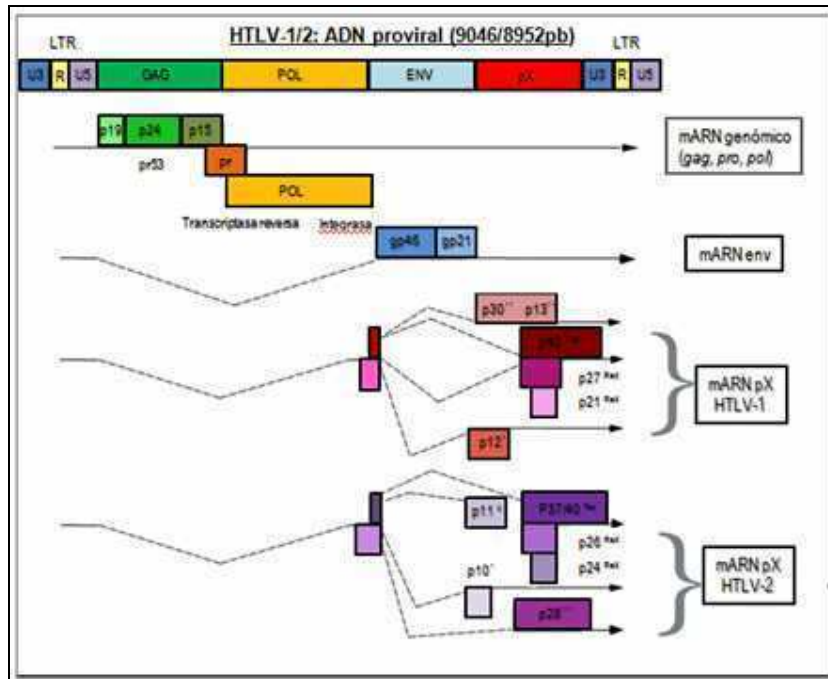 HTLV-1/2: ADN proviral (9046/8952pb)
LTR
LTR
U3 R U5 GAG POL ENV pX U3 R U5
p19 p24 p15
mARN genómico
(gag, pro, pol)
pr53
pr
POL
Transcriptasa reversa
Integrasa
gp46 gp21
mARN env
p30 p13
p27 Rex
p21 Rex
mARN pX
HTLV-1
p12
p11
P37/40 Tax
p26 Rex
p24 Rex
p10
mARN pX
HTLV-2
p28